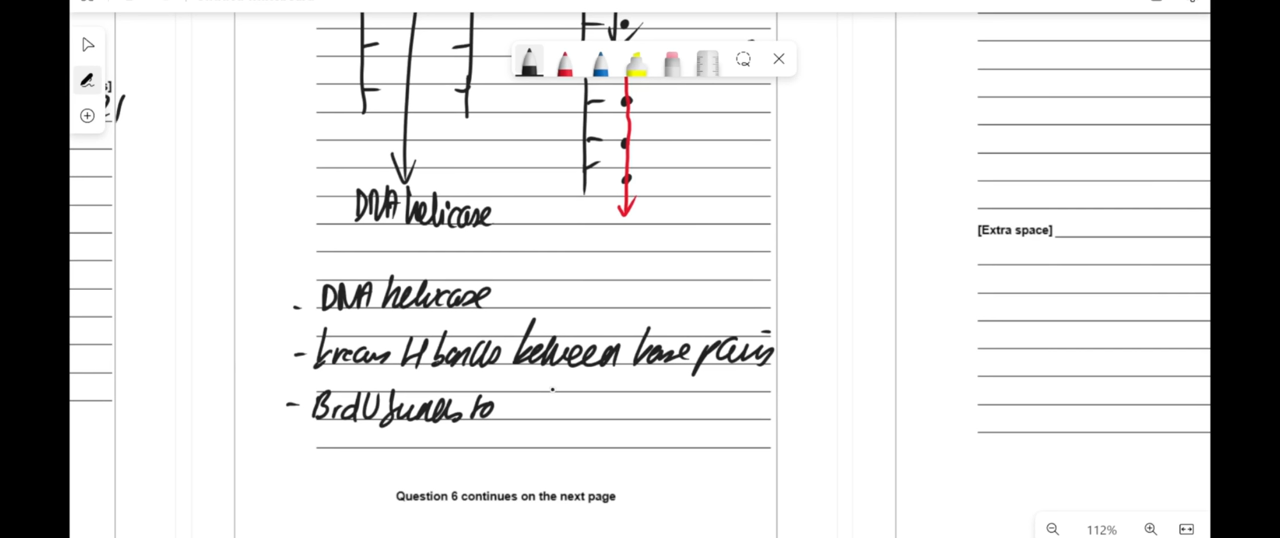 [Extra space]
DNA helicase
- DNA helicase
- breaks H bonds between base pairs
- BrdU binds to
Question 6 continues on the next page
112%